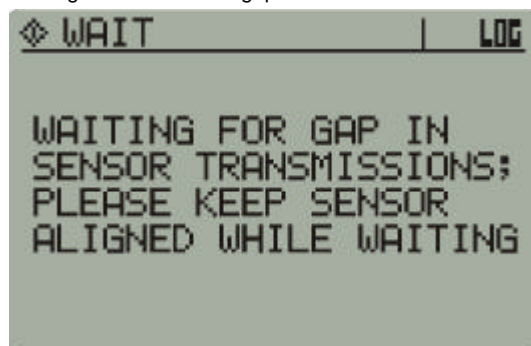 WAIT | LOG
WAITING FOR GAP IN
SENSOR TRANSMISSIONS;
PLEASE KEEP SENSOR
ALIGNED WHILE WAITING